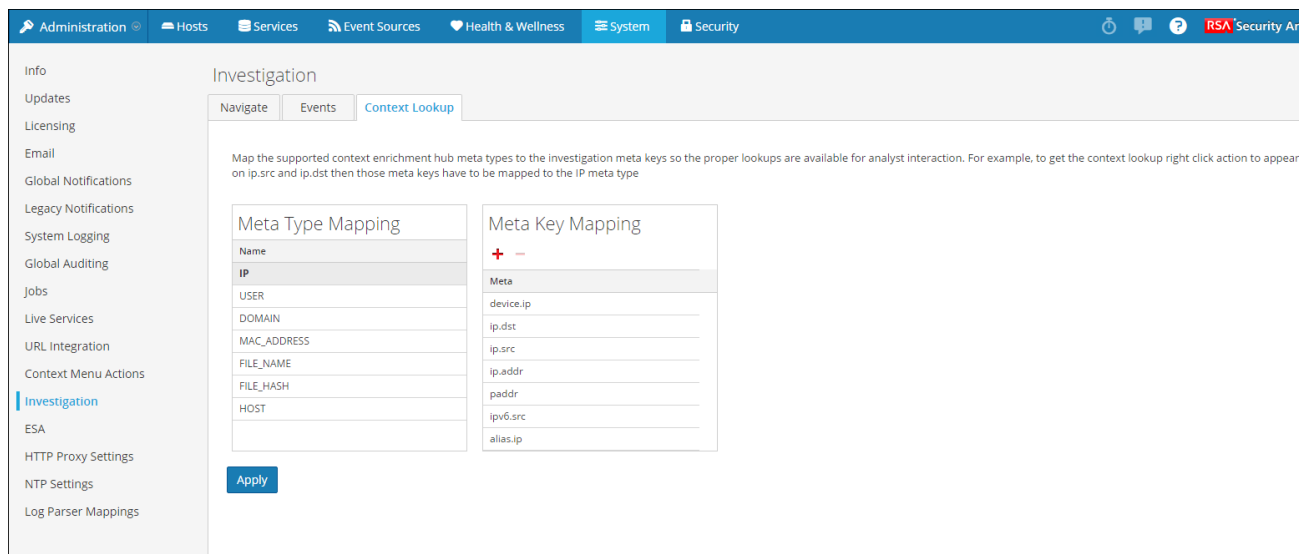 Administration Hosts Services Event Sources Health & Wellness System Security ? RSA Security An
Info
Updates
Licensing
Email
Global Notifications
Legacy Notifications
System Logging
Global Auditing
Jobs
Live Services
URL Integration
Context Menu Actions
Investigation
ESA
HTTP Proxy Settings
NTP Settings
Log Parser Mappings
Investigation
Navigate Events Context Lookup
Map the supported context enrichment hub meta types to the investigation meta keys so the proper lookups are available for analyst interaction. For example, to get the context lookup right click action to appear
on ip.src and ip.dst then those meta keys have to be mapped to the IP meta type
Meta Type Mapping
Name
IP
USER
DOMAIN
MAC_ADDRESS
FILE_NAME
FILE_HASH
HOST
Meta Key Mapping
+ −
Meta
device.ip
ip.dst
ip.src
ip.addr
paddr
ipv6.src
alias.ip
Apply